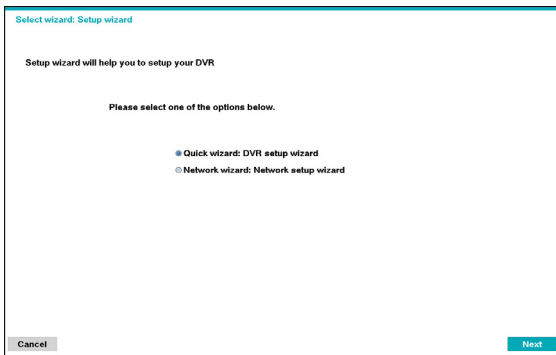 Select wizard: Setup wizard
Setup wizard will help you to setup your DVR
Please select one of the options below.
Quick wizard: DVR setup wizard
Network wizard: Network setup wizard
Cancel
Next